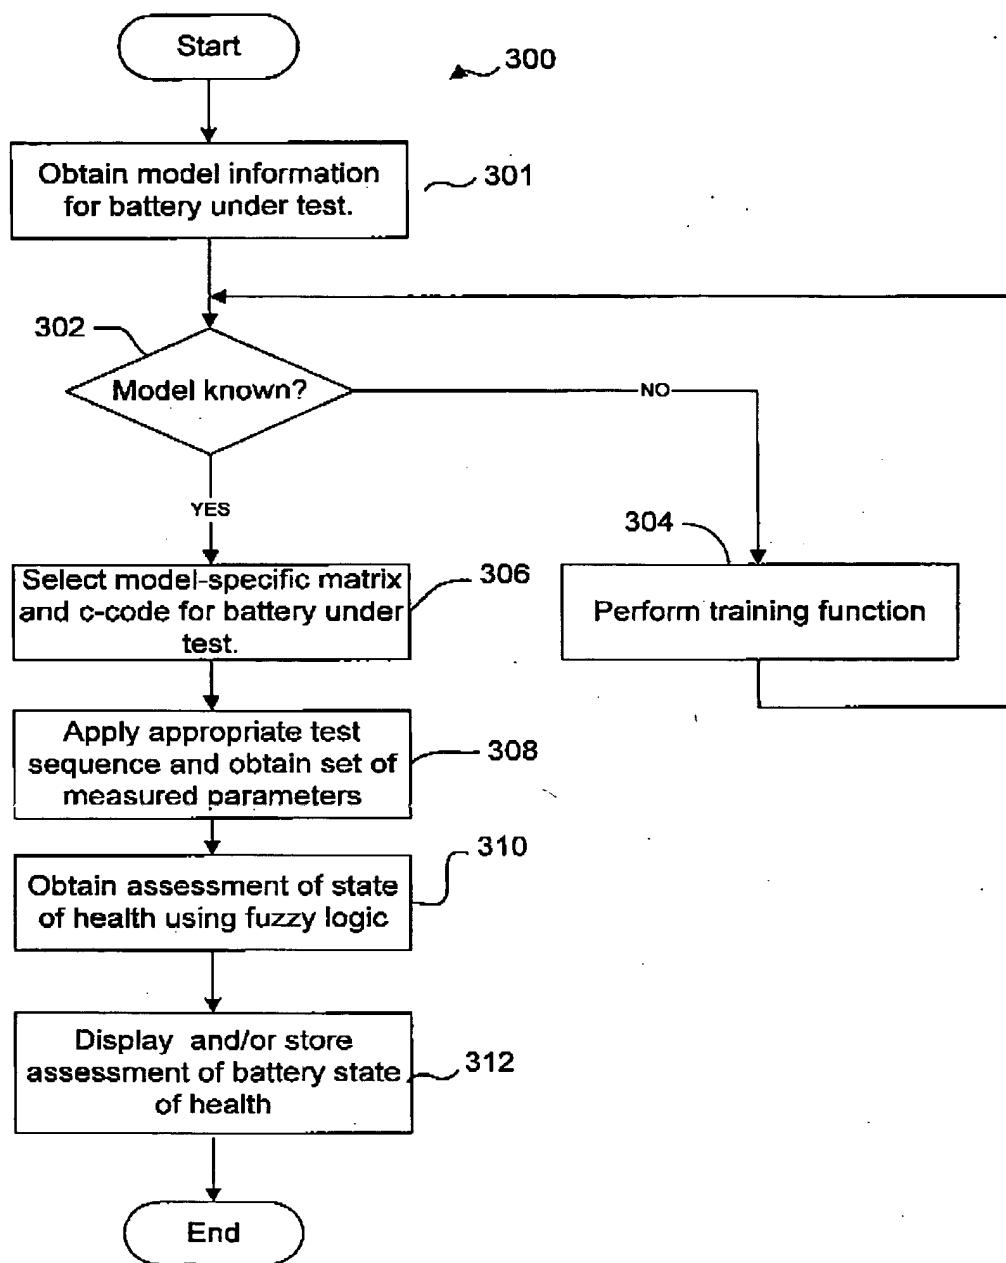 Start
300
Obtain model information
for battery under test.
301
302
Model known?
NO
YES
304
Select model-specific matrix
and c-code for battery under
test.
306
Perform training function
Apply appropriate test
sequence and obtain set of
measured parameters
308
310
Obtain assessment of state
of health using fuzzy logic
Display and/or store
assessment of battery state
of health
312
End